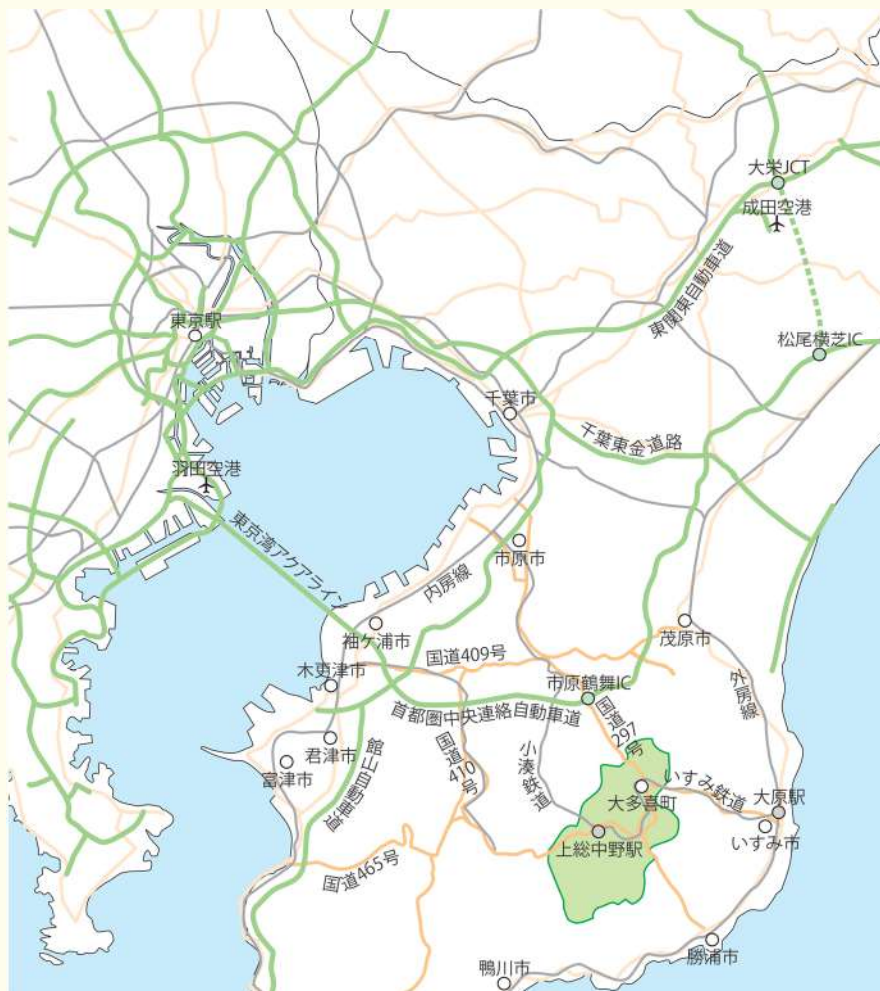 大栄JCT
成田空港
東関東自動車道
東京駅
松尾横芝IC
千葉市
千葉東金道路
羽田空港
東京湾アクアライン
市原市
内房線
袖ケ浦市
茂原市
国道409号
木更津市
市原鶴舞IC
外房線
首都圏中央連絡自動車道
国道
297号
君津市
館山自動車道
国道
410号
小湊鉄道
富津市
いすみ鉄道
大多喜町
大原駅
いすみ市
上総中野駅
国道465号
勝浦市
鴨川市